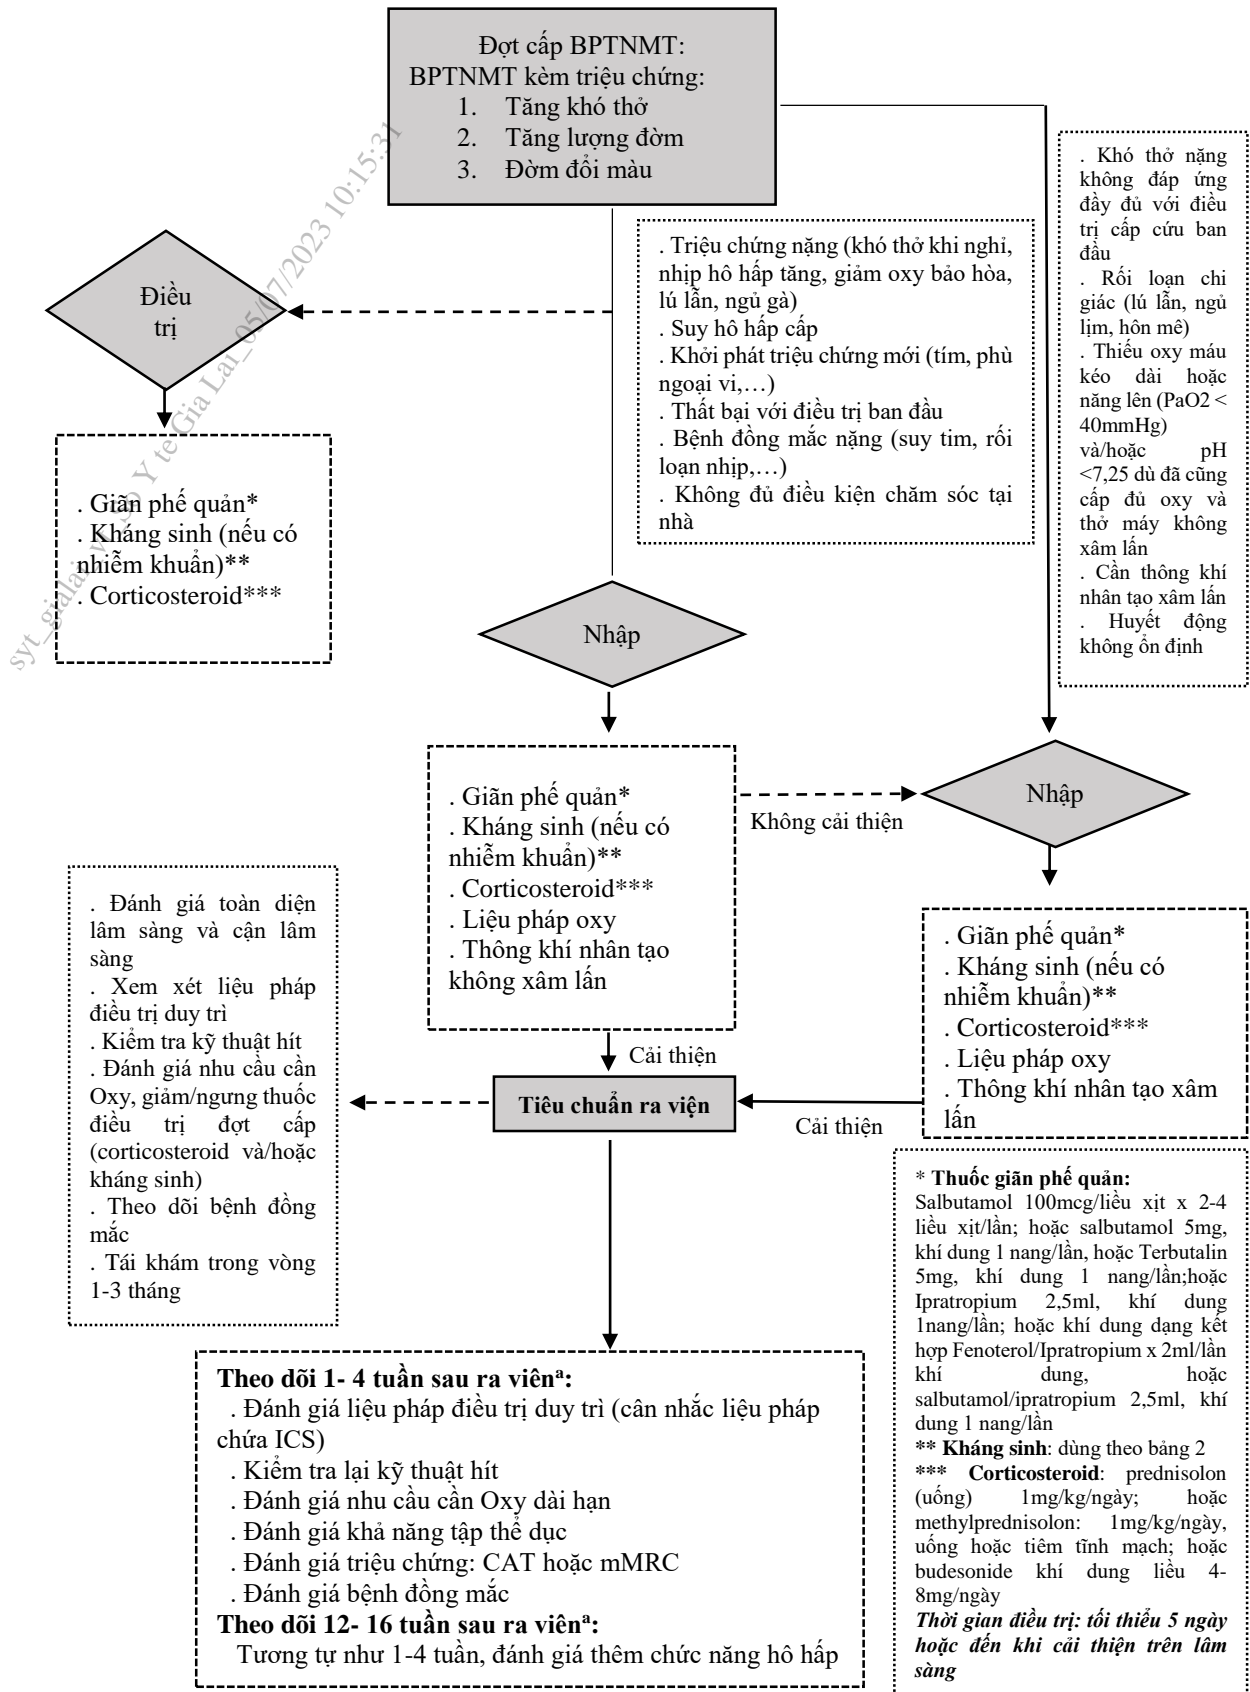 Đợt cấp BPTNMT:
BPTNMT kèm triệu chứng:
1. Tăng khó thở
2. Tăng lượng đờm
3. Đờm đổi màu
. Khó thở nặng
không đáp ứng
đầy đủ với điều
trị cấp cứu ban
đầu
. Rối loạn chi
giác (lú lẫn, ngủ
lịm, hôn mê)
. Thiếu oxy máu
kéo dài hoặc
năng lên (PaO2 <
40mmHg)
và/hoặc pH
<7,25 dù đã cũng
cấp đủ oxy và
thở máy không
xâm lấn
. Cần thông khí
nhân tạo xâm lấn
. Huyết động
không ổn định
. Triệu chứng nặng (khó thở khi nghỉ,
nhịp hô hấp tăng, giảm oxy bảo hòa,
lú lẫn, ngủ gà)
. Suy hô hấp cấp
. Khởi phát triệu chứng mới (tím, phù
ngoại vi,…)
. Thất bại với điều trị ban đầu
. Bệnh đồng mắc nặng (suy tim, rối
loạn nhịp,…)
. Không đủ điều kiện chăm sóc tại
nhà
Điều
trị
. Giãn phế quản*
. Kháng sinh (nếu có
nhiễm khuẩn)**
. Corticosteroid***
Nhập
. Giãn phế quản*
. Kháng sinh (nếu có
nhiễm khuẩn)**
. Corticosteroid***
. Liệu pháp oxy
. Thông khí nhân tạo
không xâm lấn
Không cải thiện
Nhập
. Giãn phế quản*
. Kháng sinh (nếu có
nhiễm khuẩn)**
. Corticosteroid***
. Liệu pháp oxy
. Thông khí nhân tạo xâm
lấn
Cải thiện
Tiêu chuẩn ra viện
Cải thiện
. Đánh giá toàn diện
lâm sàng và cận lâm
sàng
. Xem xét liệu pháp
điều trị duy trì
. Kiểm tra kỹ thuật hít
. Đánh giá nhu cầu cần
Oxy, giảm/ngưng thuốc
điều trị đợt cấp
(corticosteroid và/hoặc
kháng sinh)
. Theo dõi bệnh đồng
mắc
. Tái khám trong vòng
1-3 tháng
* Thuốc giãn phế quản:
Salbutamol 100mcg/liều xịt x 2-4
liều xịt/lần; hoặc salbutamol 5mg,
khí dung 1 nang/lần, hoặc Terbutalin
5mg, khí dung 1 nang/lần;hoặc
Ipratropium 2,5ml, khí dung
1nang/lần; hoặc khí dung dạng kết
hợp Fenoterol/Ipratropium x 2ml/lần
khí dung, hoặc
salbutamol/ipratropium 2,5ml, khí
dung 1 nang/lần
** Kháng sinh: dùng theo bảng 2
*** Corticosteroid: prednisolon
(uống) 1mg/kg/ngày; hoặc
methylprednisolon: 1mg/kg/ngày,
uống hoặc tiêm tĩnh mạch; hoặc
budesonide khí dung liều 4-
8mg/ngày
Thời gian điều trị: tối thiểu 5 ngày
hoặc đến khi cải thiện trên lâm
sàng
Theo dõi 1- 4 tuần sau ra viênª:
. Đánh giá liệu pháp điều trị duy trì (cân nhắc liệu pháp
chứa ICS)
. Kiểm tra lại kỹ thuật hít
. Đánh giá nhu cầu cần Oxy dài hạn
. Đánh giá khả năng tập thể dục
. Đánh giá triệu chứng: CAT hoặc mMRC
. Đánh giá bệnh đồng mắc
Theo dõi 12- 16 tuần sau ra viênª:
Tương tự như 1-4 tuần, đánh giá thêm chức năng hô hấp
Y te Gia Lai_05/07/2023 10:15:31